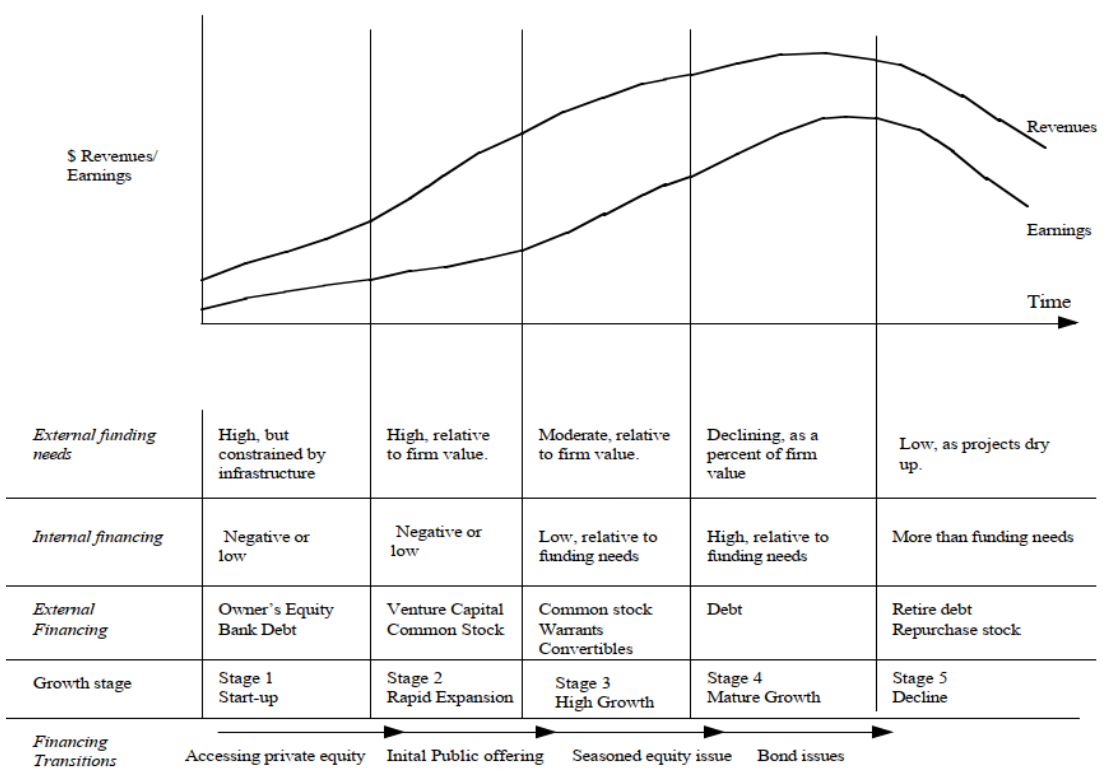 $ Revenues/
Earnings
Revenues
Earnings
Time
External funding
needs
High, but
constrained by
infrastructure
High, relative
to firm value.
Moderate, relative
to firm value.
Declining, as a
percent of firm
value
Low, as projects dry
up.
Internal financing
Negative or
low
Negative or
low
Low, relative to
funding needs
High, relative to
funding needs
More than funding needs
External
Financing
Owner's Equity
Bank Debt
Venture Capital
Common Stock
Common stock
Warrants
Convertibles
Debt
Retire debt
Repurchase stock
Growth stage
Stage 1
Start-up
Stage 2
Rapid Expansion
Stage 3
High Growth
Stage 4
Mature Growth
Stage 5
Decline
Financing
Transitions
Accessing private equity
Inital Public offering
Seasoned equity issue
Bond issues